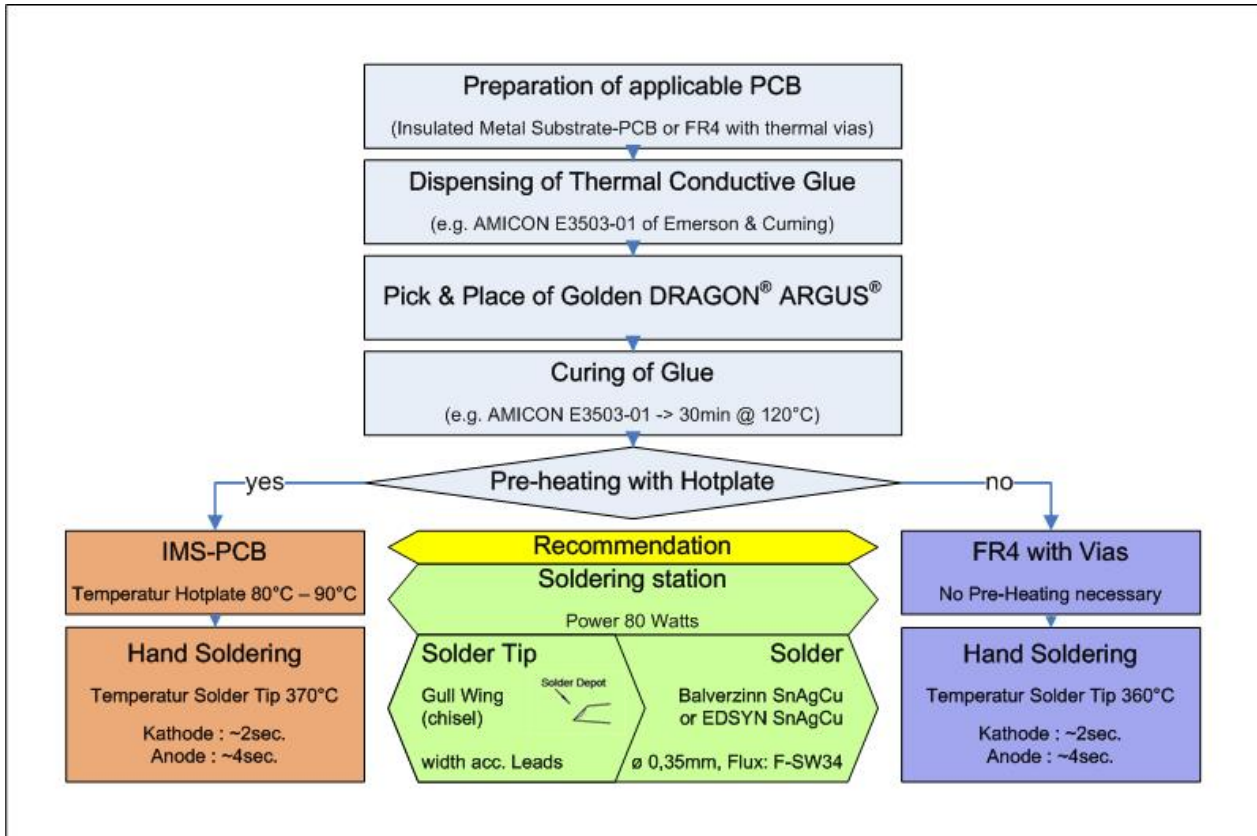 Preparation of applicable PCB
(Insulated Metal Substrate-PCB or FR4 with thermal vias)
Dispensing of Thermal Conductive Glue
(e.g. AMICON E3503-01 of Emerson & Cuming)
Pick & Place of Golden DRAGON® ARGUS®
Curing of Glue
(e.g. AMICON E3503-01 -> 30min @ 120°C)
Pre-heating with Hotplate
yes
no
IMS-PCB
Temperatur Hotplate 80°C – 90°C
Hand Soldering
Temperatur Solder Tip 370°C
Kathode : ~2sec.
Anode : ~4sec.
Recommendation
Soldering station
Power 80 Watts
Solder Tip
Gull Wing
(chisel)
Solder Depot
width acc. Leads
Solder
Balverzinn SnAgCu
or EDSYN SnAgCu
ø 0,35mm, Flux: F-SW34
FR4 with Vias
No Pre-Heating necessary
Hand Soldering
Temperatur Solder Tip 360°C
Kathode : ~2sec.
Anode : ~4sec.